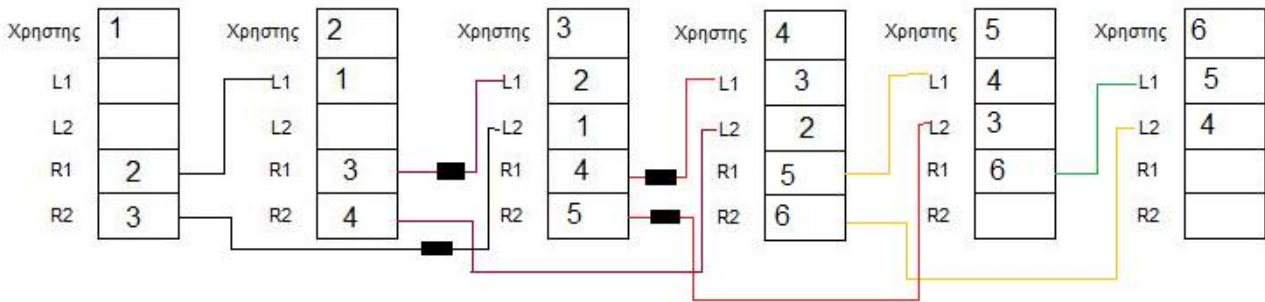 Χρηστης 1 Χρηστης 2 Χρηστης 3 Χρηστης 4 Χρηστης 5 Χρηστης 6
L1 L1 1 L1 2 L1 3 L1 4 L1 5
L2 L2 L2 1 L2 2 L2 3 L2 4
R1 2 R1 3 R1 4 R1 5 R1 6 R1
R2 3 R2 4 R2 5 R2 6 R2 R2